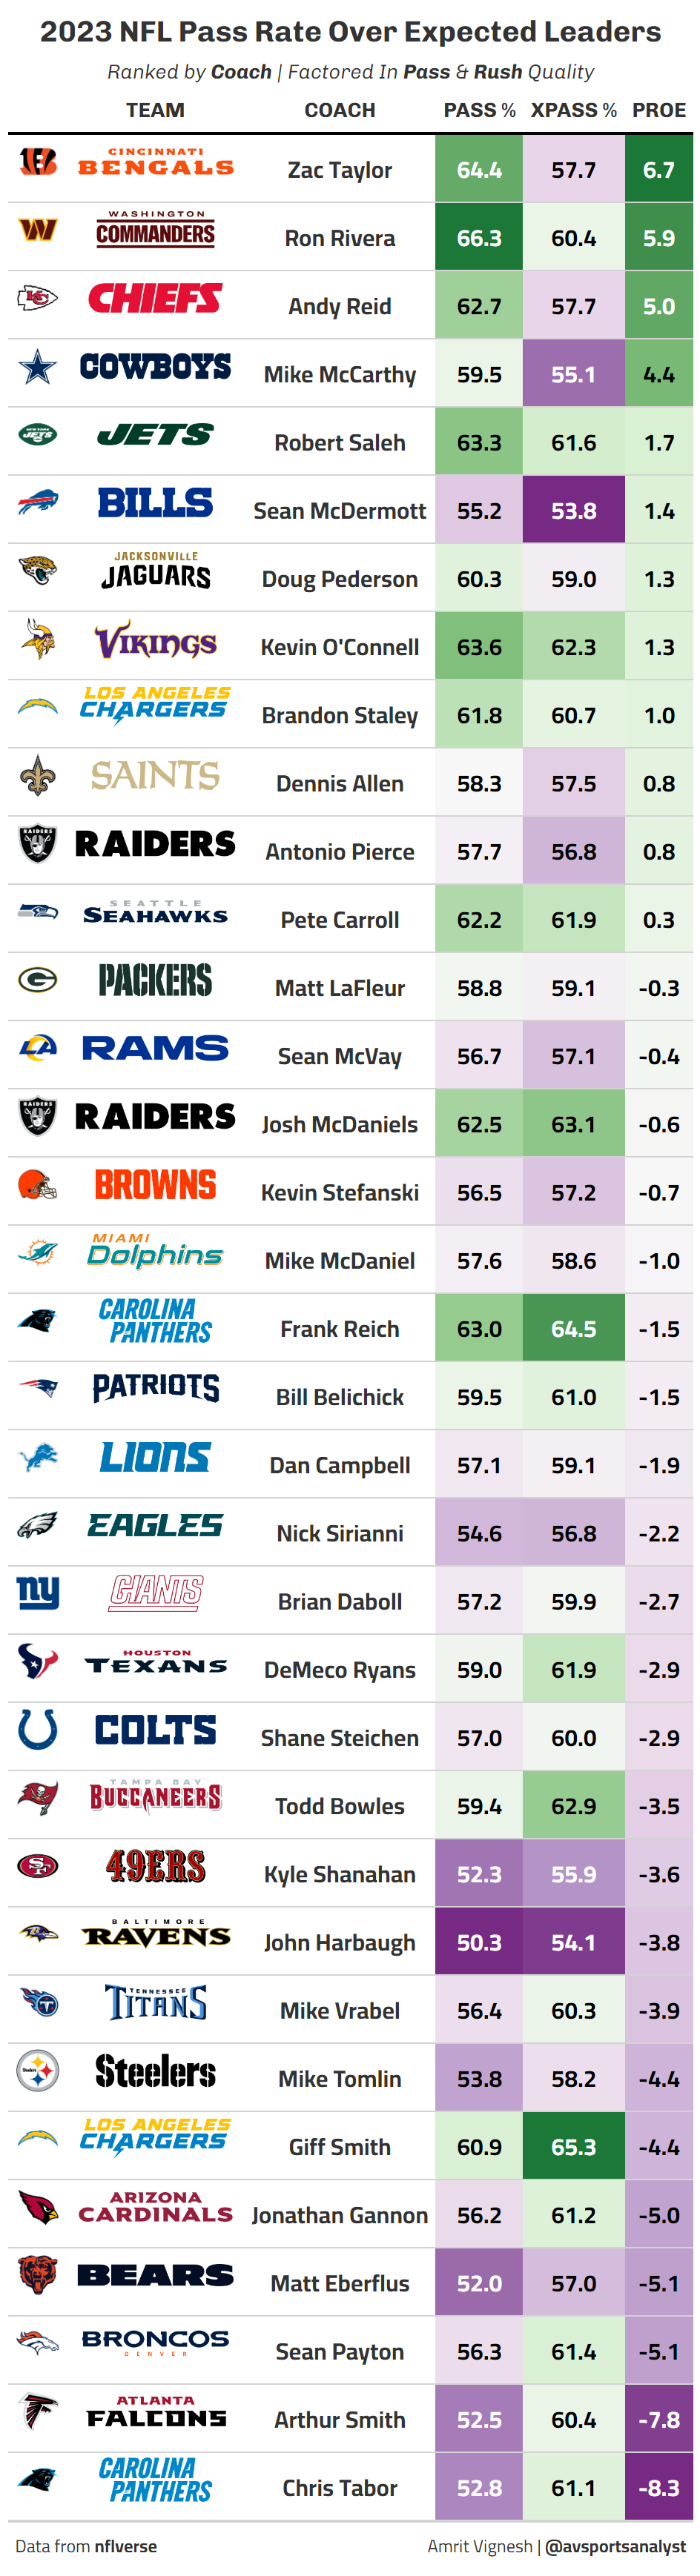 2023 NFL Pass Rate Over Expected Leaders
Ranked by Coach | Factored In Pass & Rush Quality
TEAM COACH PASS % XPASS % PROE
CINCINNATI
BENGALS Zac Taylor 64.4 57.7 6.7
WASHINGTON
W COMMANDERS Ron Rivera 66.3 60.4 5.9
KC CHIEFS Andy Reid 62.7 57.7 5.0
COWBOYS Mike McCarthy 59.5 55.1 4.4
NEW YORK
JETS JETS Robert Saleh 63.3 61.6 1.7
BILLS Sean McDermott 55.2 53.8 1.4
JACKSONVILLE
JAGUARS Doug Pederson 60.3 59.0 1.3
VIKINGS Kevin O'Connell 63.6 62.3 1.3
LOS ANGELES
CHARGERS Brandon Staley 61.8 60.7 1.0
SAINTS Dennis Allen 58.3 57.5 0.8
RAIDERS RAIDERS Antonio Pierce 57.7 56.8 0.8
SEATTLE
SEAHAWKS Pete Carroll 62.2 61.9 0.3
G PACKERS Matt LaFleur 58.8 59.1 -0.3
LA RAMS Sean McVay 56.7 57.1 -0.4
RAIDERS RAIDERS Josh McDaniels 62.5 63.1 -0.6
BROWNS Kevin Stefanski 56.5 57.2 -0.7
MIAMI
Dolphins Mike McDaniel 57.6 58.6 -1.0
CAROLINA
PANTHERS Frank Reich 63.0 64.5 -1.5
PATRIOTS Bill Belichick 59.5 61.0 -1.5
LIONS Dan Campbell 57.1 59.1 -1.9
EAGLES Nick Sirianni 54.6 56.8 -2.2
ny GIANTS Brian Daboll 57.2 59.9 -2.7
HOUSTON
TEXANS DeMeco Ryans 59.0 61.9 -2.9
COLTS Shane Steichen 57.0 60.0 -2.9
TAMPA BAY
BUCCANEERS Todd Bowles 59.4 62.9 -3.5
SF 49ERS Kyle Shanahan 52.3 55.9 -3.6
BALTIMORE
RAVENS John Harbaugh 50.3 54.1 -3.8
TENNESSEE
TITANS Mike Vrabel 56.4 60.3 -3.9
Steelers Steelers Mike Tomlin 53.8 58.2 -4.4
LOS ANGELES
CHARGERS Giff Smith 60.9 65.3 -4.4
ARIZONA
CARDINALS Jonathan Gannon 56.2 61.2 -5.0
BEARS Matt Eberflus 52.0 57.0 -5.1
BRONCOS Sean Payton 56.3 61.4 -5.1
DENVER
ATLANTA
FALCONS Arthur Smith 52.5 60.4 -7.8
CAROLINA
PANTHERS Chris Tabor 52.8 61.1 -8.3
Data from nflverse Amrit Vignesh | @avsportsanalyst